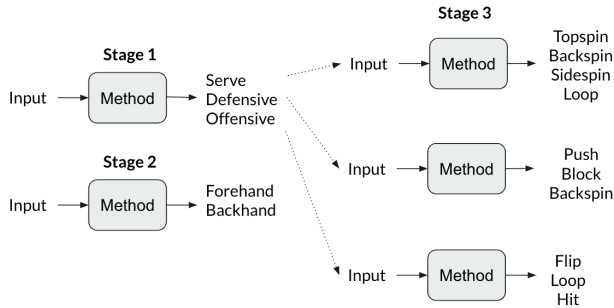 Stage 1
Input
Method
Serve
Defensive
Offensive
Stage 2
Input
Method
Forehand
Backhand
Stage 3
Input
Method
Topspin
Backspin
Sidespin
Loop
Input
Method
Push
Block
Backspin
Input
Method
Flip
Loop
Hit